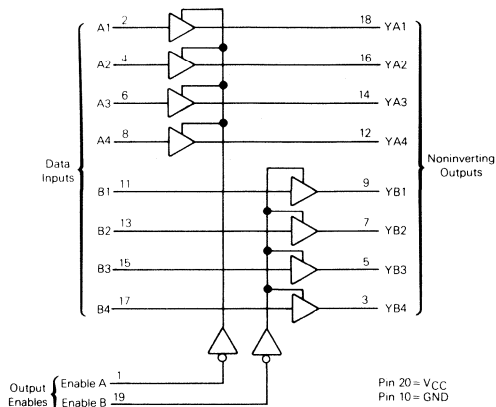 A1 2 18 YA1
A2 4 16 YA2
A3 6 14 YA3
A4 8 12 YA4
Data
Inputs
Noninverting
Outputs
B1 11 9 YB1
B2 13 7 YB2
B3 15 5 YB3
B4 17 3 YB4
Output
Enables
Enable A 1
Enable B 19
Pin 20 = VCC
Pin 10 = GND